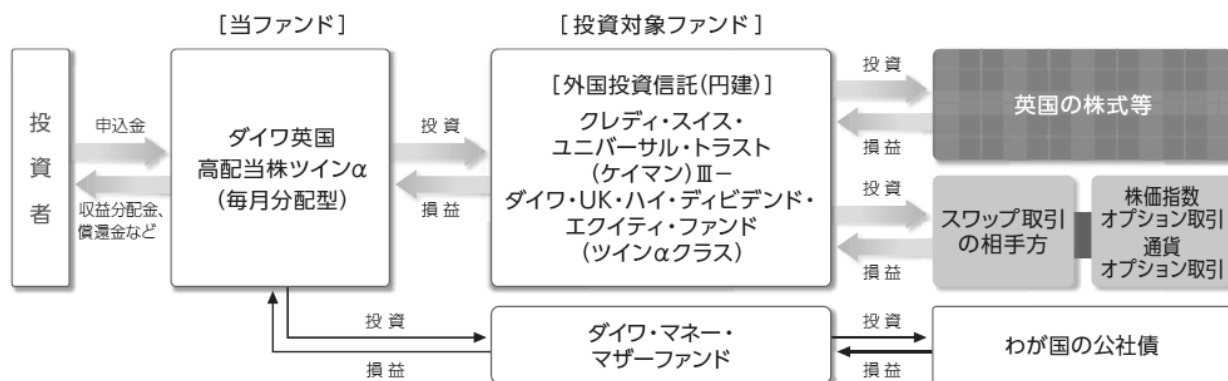 [当ファンド]
[投資対象ファンド]
投資者
申込金
収益分配金、
償還金など
ダイワ英国
高配当株ツインα
(毎月分配型)
投資
損益
[外国投資信託(円建)]
クレディ・スイス・
ユニバーサル・トラスト
(ケイマン)Ⅲ−
ダイワ・UK・ハイ・ディビデンド・
エクイティ・ファンド
(ツインαクラス)
投資
損益
英国の株式等
投資
損益
スワップ取引
の相手方
株価指数
オプション取引
通貨
オプション取引
投資
損益
ダイワ・マネー・
マザーファンド
投資
損益
わが国の公社債